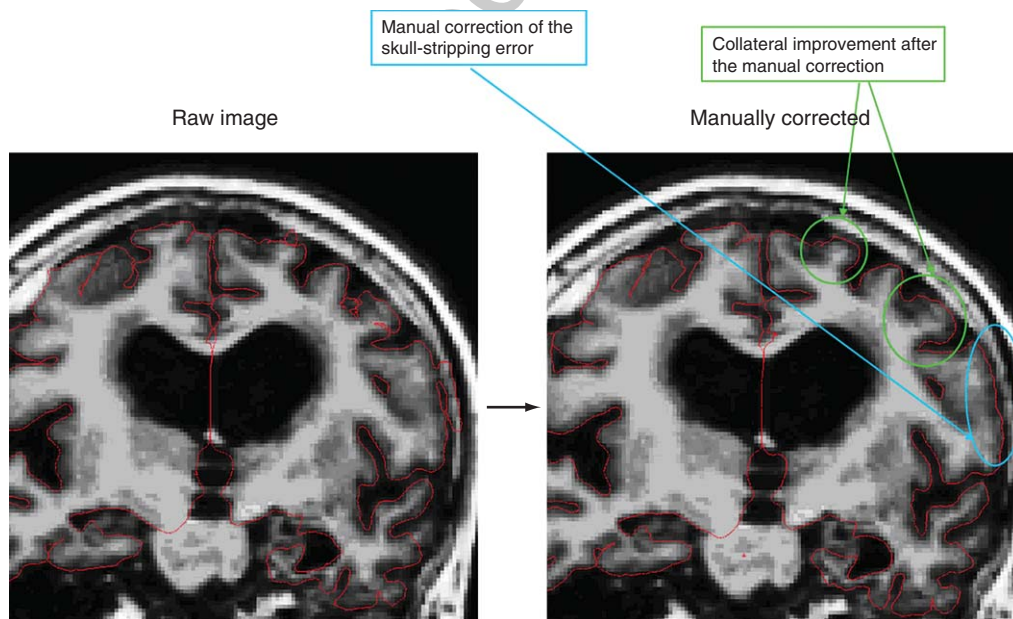 Manual correction of the
skull-stripping error
Collateral improvement after
the manual correction
Raw image
Manually corrected